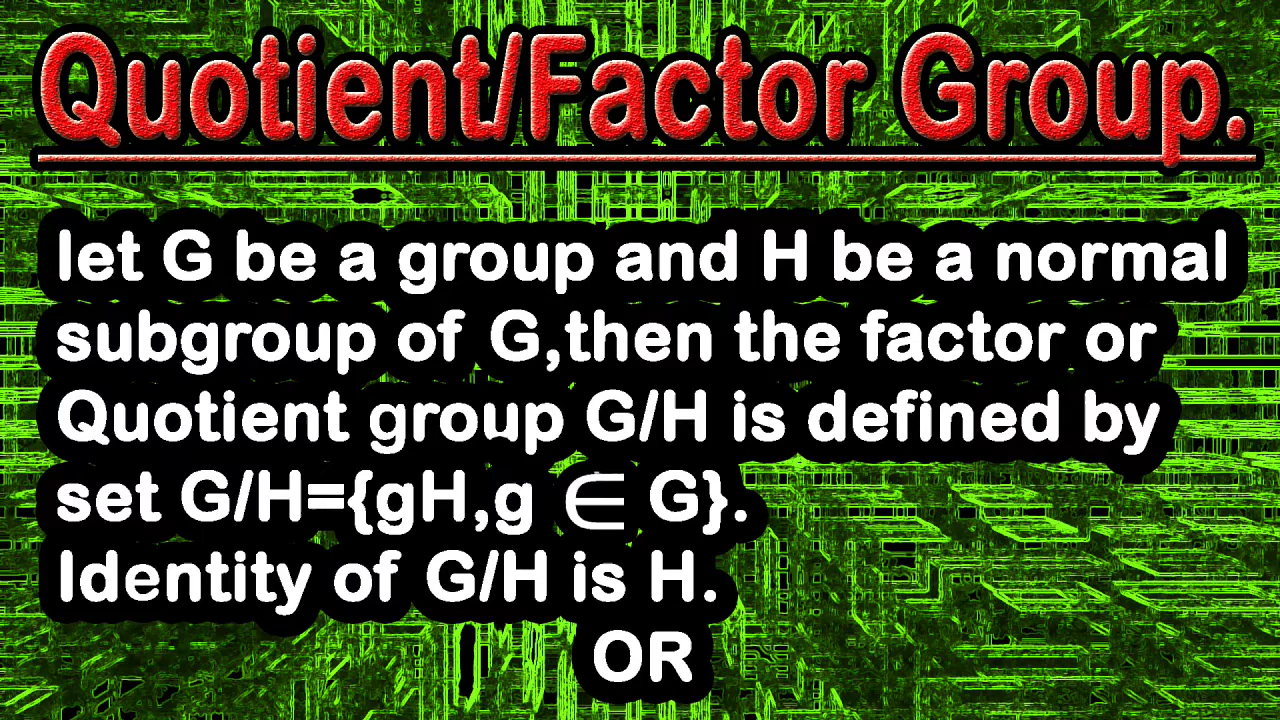 Quotient/Factor Group.
let G be a group and H be a normal
subgroup of G,then the factor or
Quotient group G/H is defined by
set G/H={gH,g ∈ G}.
Identity of G/H is H.
OR